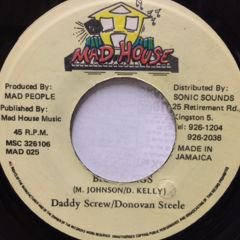 MAD HOUSE
Produced By:
MAD PEOPLE
Published By:
Mad House Music
45 R.P.M.
MSC 326106
MAD 025
Distributed By:
SONIC SOUNDS
25 Retirement Rd.
Kingston 5.
Tel: 926-1204
926-2038
MADE IN
JAMAICA
(M. JOHNSON/D. KELLY)
Daddy Screw/Donovan Steele